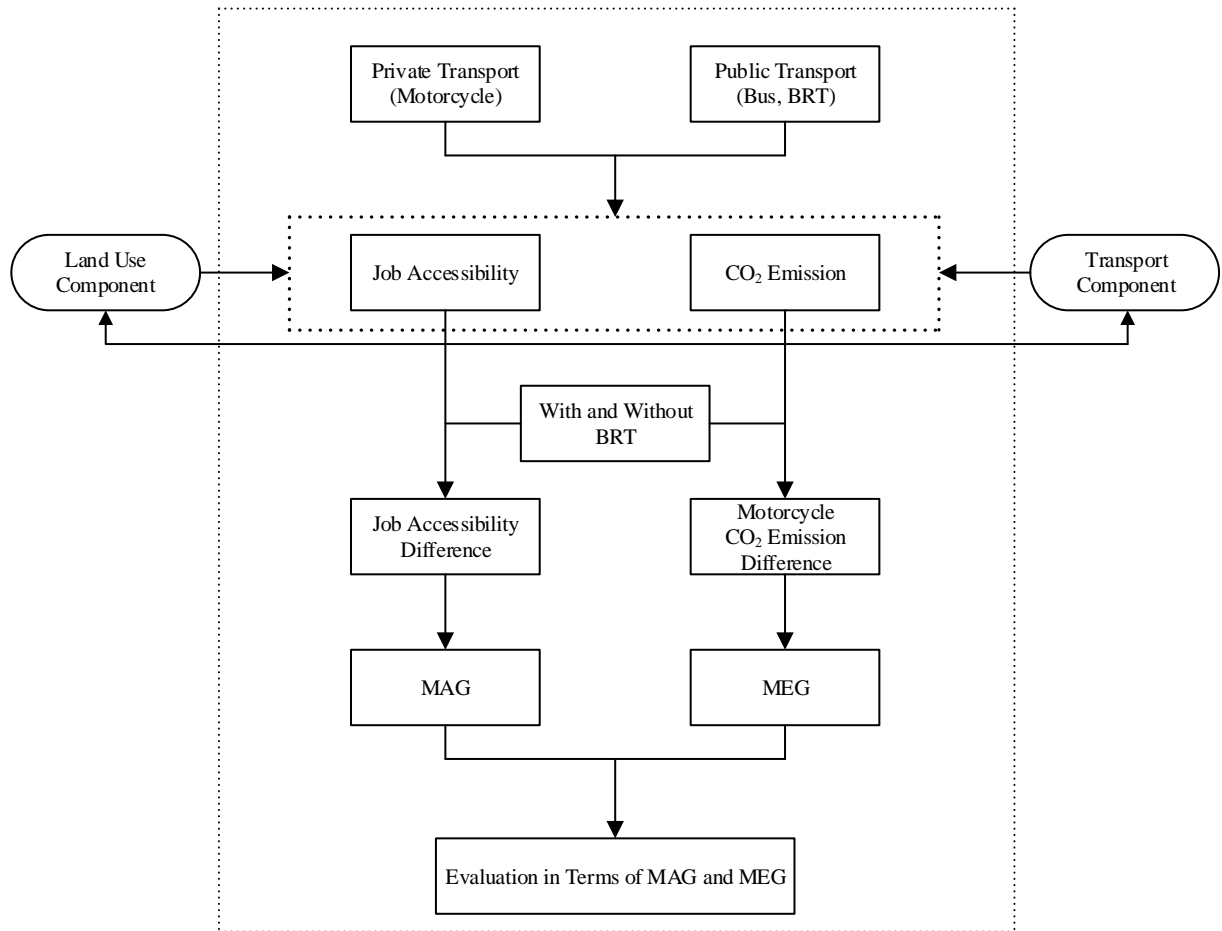 Private Transport
(Motorcycle)
Public Transport
(Bus, BRT)
Land Use
Component
Job Accessibility
CO₂ Emission
Transport
Component
With and Without
BRT
Job Accessibility
Difference
Motorcycle
CO₂ Emission
Difference
MAG
MEG
Evaluation in Terms of MAG and MEG